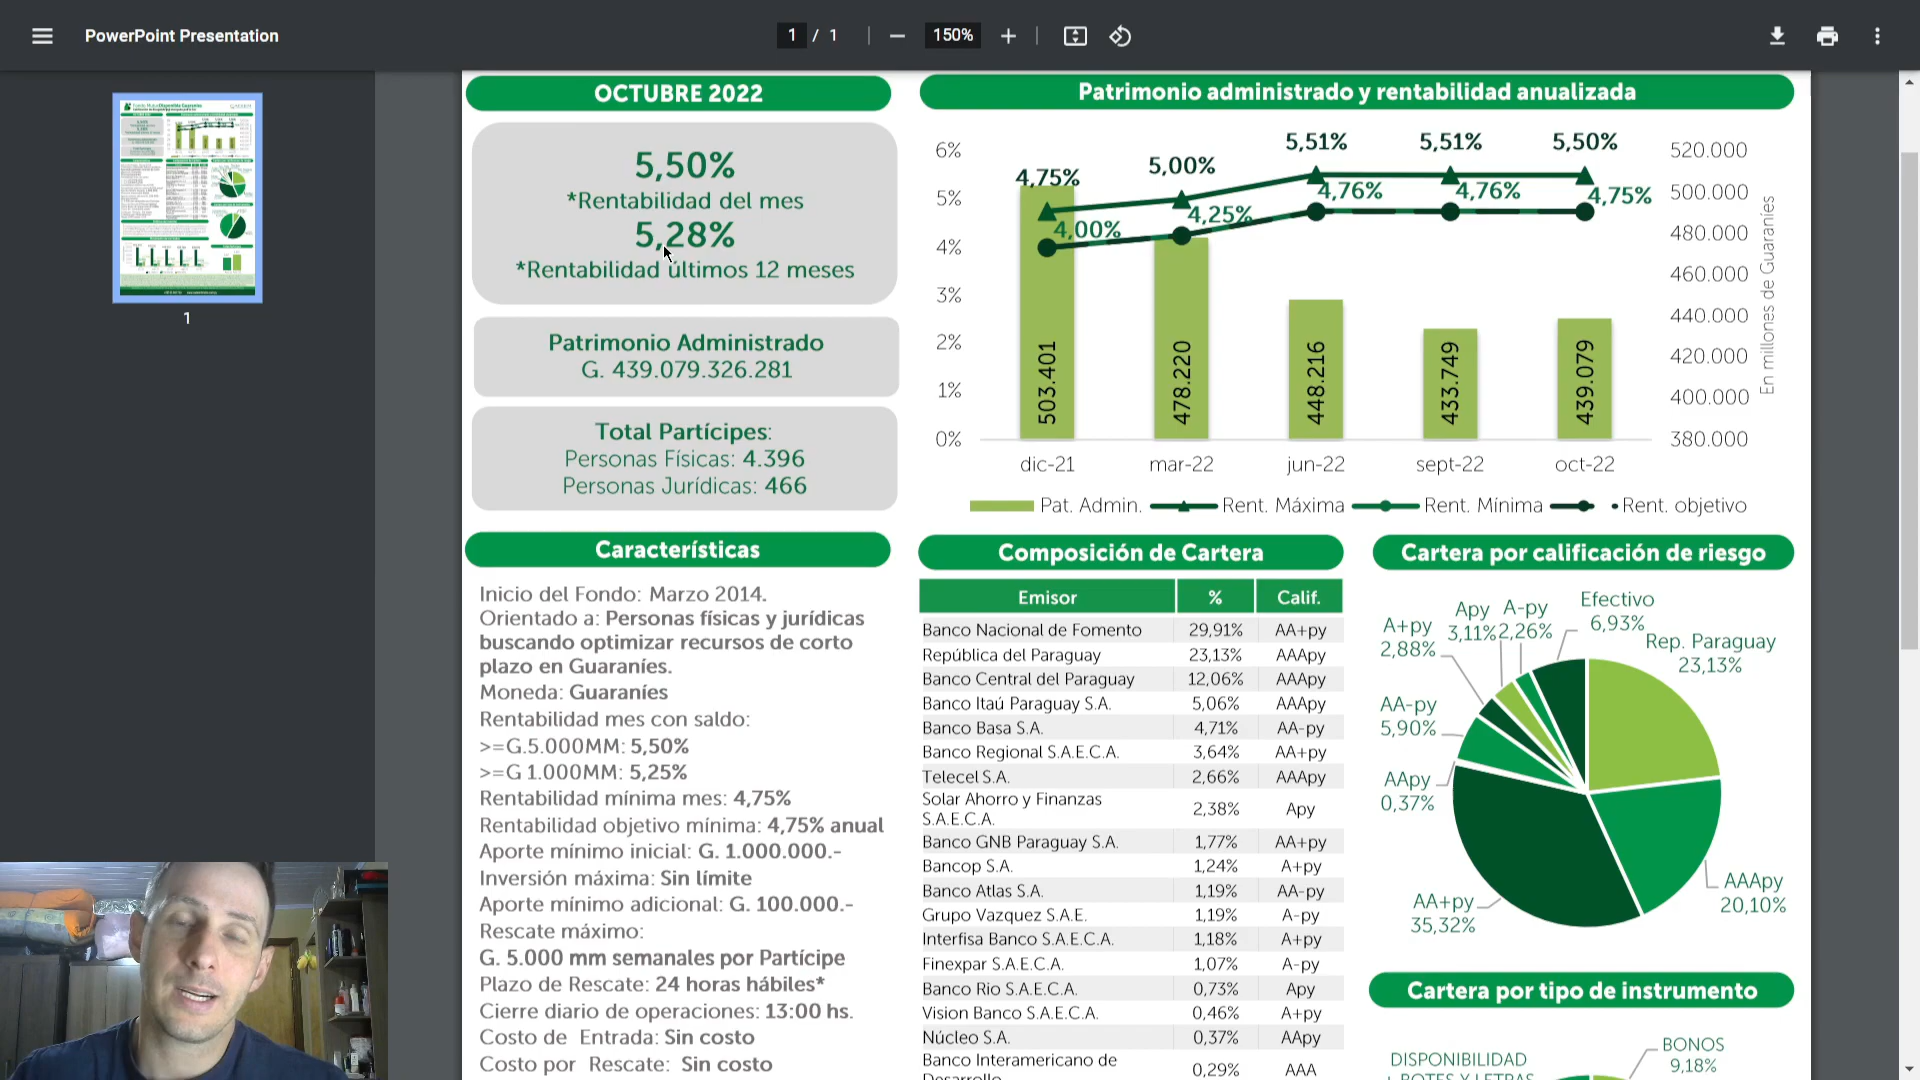 PowerPoint Presentation
1 / 1
150%
1
OCTUBRE 2022
5,50%
*Rentabilidad del mes
5,28%
*Rentabilidad últimos 12 meses
Patrimonio Administrado
G. 439.079.326.281
Total Partícipes:
Personas Físicas: 4.396
Personas Jurídicas: 466
Patrimonio administrado y rentabilidad anualizada
6%
5%
4%
3%
2%
1%
0%
4,75%
5,00%
5,51%
5,51%
5,50%
4,00%
4,25%
4,76%
4,76%
4,75%
503.401
478.220
448.216
433.749
439.079
520.000
500.000
480.000
460.000
440.000
420.000
400.000
380.000
En millones de Guaraníes
dic-21
mar-22
jun-22
sept-22
oct-22
Pat. Admin.
Rent. Máxima
Rent. Mínima
Rent. objetivo
Características
Inicio del Fondo: Marzo 2014.
Orientado a: Personas físicas y jurídicas
buscando optimizar recursos de corto
plazo en Guaraníes.
Moneda: Guaraníes
Rentabilidad mes con saldo:
>=G.5.000MM: 5,50%
>=G 1.000MM: 5,25%
Rentabilidad mínima mes: 4,75%
Rentabilidad objetivo mínima: 4,75% anual
Aporte mínimo inicial: G. 1.000.000.-
Inversión máxima: Sin límite
Aporte mínimo adicional: G. 100.000.-
Rescate máximo:
G. 5.000 mm semanales por Partícipe
Plazo de Rescate: 24 horas hábiles*
Cierre diario de operaciones: 13:00 hs.
Costo de Entrada: Sin costo
Costo por Rescate: Sin costo
Composición de Cartera
Emisor % Calif.
Banco Nacional de Fomento 29,91% AA+py
República del Paraguay 23,13% AAApy
Banco Central del Paraguay 12,06% AAApy
Banco Itaú Paraguay S.A. 5,06% AAApy
Banco Basa S.A. 4,71% AA-py
Banco Regional S.A.E.C.A. 3,64% AA+py
Telecel S.A. 2,66% AAApy
Solar Ahorro y Finanzas
S.A.E.C.A. 2,38% Apy
Banco GNB Paraguay S.A. 1,77% AA+py
Bancop S.A. 1,24% A+py
Banco Atlas S.A. 1,19% AA-py
Grupo Vazquez S.A.E. 1,19% A-py
Interfisa Banco S.A.E.C.A. 1,18% A+py
Finexpar S.A.E.C.A. 1,07% A-py
Banco Rio S.A.E.C.A. 0,73% Apy
Vision Banco S.A.E.C.A. 0,46% A+py
Núcleo S.A. 0,37% AApy
Banco Interamericano de
Desarrollo 0,29% AAA
Cartera por calificación de riesgo
Efectivo
6,93%
Rep. Paraguay
23,13%
AAApy
20,10%
AA+py
35,32%
AApy
0,37%
AA-py
5,90%
A+py
2,88%
Apy
3,11%
A-py
2,26%
Cartera por tipo de instrumento
BONOS
9,18%
DISPONIBILIDAD